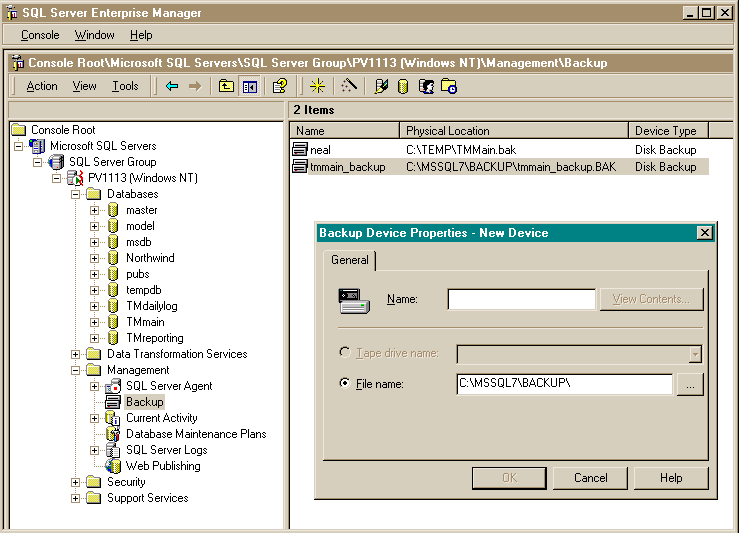 SQL Server Enterprise Manager
Console Window Help
Console Root\Microsoft SQL Servers\SQL Server Group\PV1113 (Windows NT)\Management\Backup
Action View Tools
2 Items
Console Root
Microsoft SQL Servers
SQL Server Group
PV1113 (Windows NT)
Databases
master
model
msdb
Northwind
pubs
tempdb
TMdailylog
TMmain
TMreporting
Data Transformation Services
Management
SQL Server Agent
Backup
Current Activity
Database Maintenance Plans
SQL Server Logs
Web Publishing
Security
Support Services
Name Physical Location Device Type
neal C:\TEMP\TMMain.bak Disk Backup
tmmain_backup C:\MSSQL7\BACKUP\tmmain_backup.BAK Disk Backup
Backup Device Properties - New Device
General
Name: View Contents...
Tape drive name:
File name: C:\MSSQL7\BACKUP\ ...
OK Cancel Help